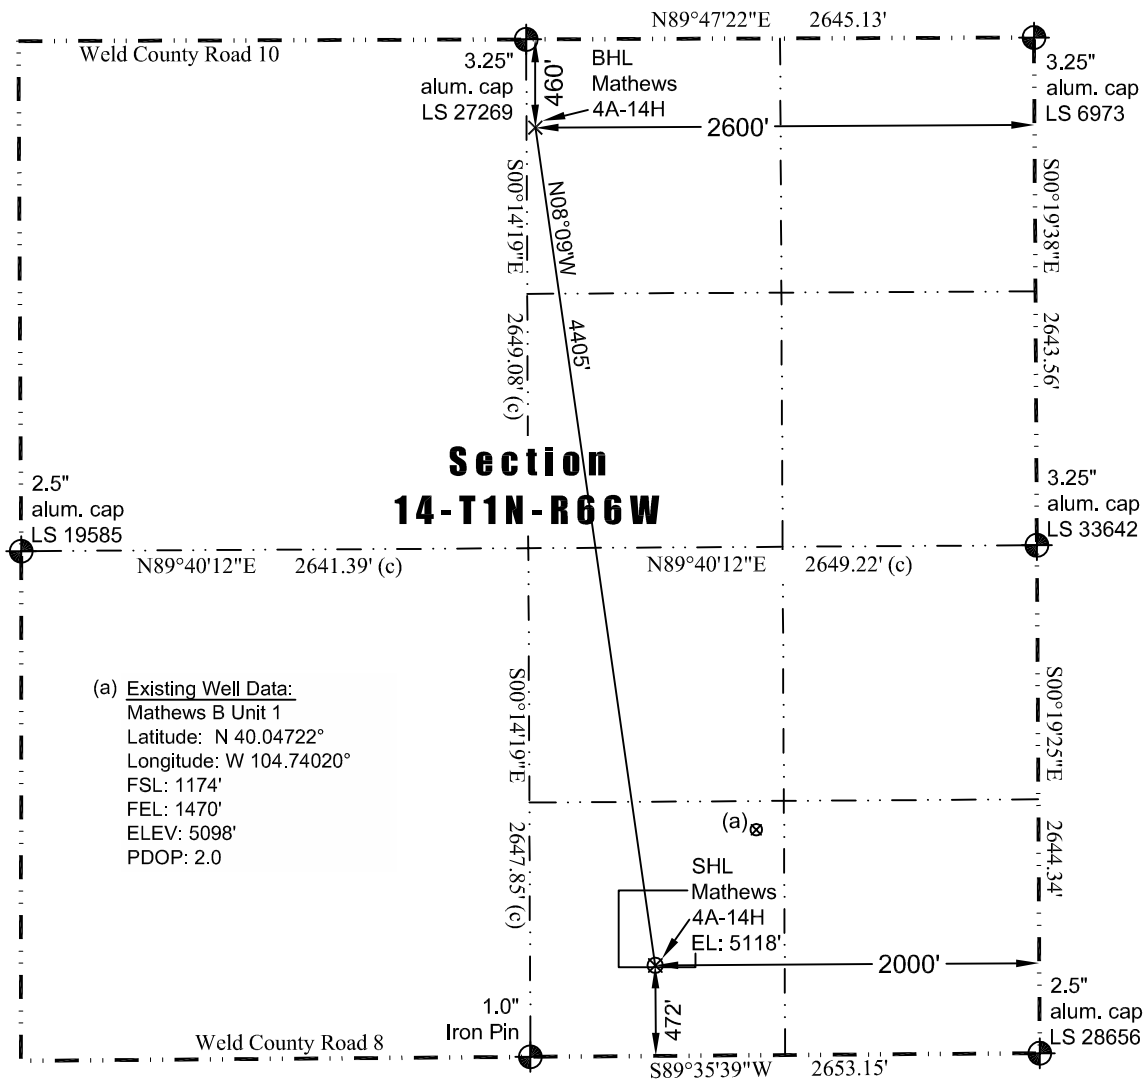 N89°47'22"E 2645.13'
Weld County Road 10
3.25"
alum. cap
LS 27269
460'
BHL
Mathews
4A-14H
2600'
3.25"
alum. cap
LS 6973
S00°14'19"E
2649.08' (c)
N08°09'W
4405'
S00°19'38"E
2643.56'
Section
14-T1N-R66W
2.5"
alum. cap
LS 19585
3.25"
alum. cap
LS 33642
N89°40'12"E 2641.39' (c)
N89°40'12"E 2649.22' (c)
(a) Existing Well Data:
Mathews B Unit 1
Latitude: N 40.04722°
Longitude: W 104.74020°
FSL: 1174'
FEL: 1470'
ELEV: 5098'
PDOP: 2.0
S00°14'19"E
2647.85' (c)
S00°19'25"E
2644.34'
(a)
SHL
Mathews
4A-14H
EL: 5118'
2000'
472'
1.0"
Iron Pin
2.5"
alum. cap
LS 28656
Weld County Road 8
S89°35'39"W 2653.15'